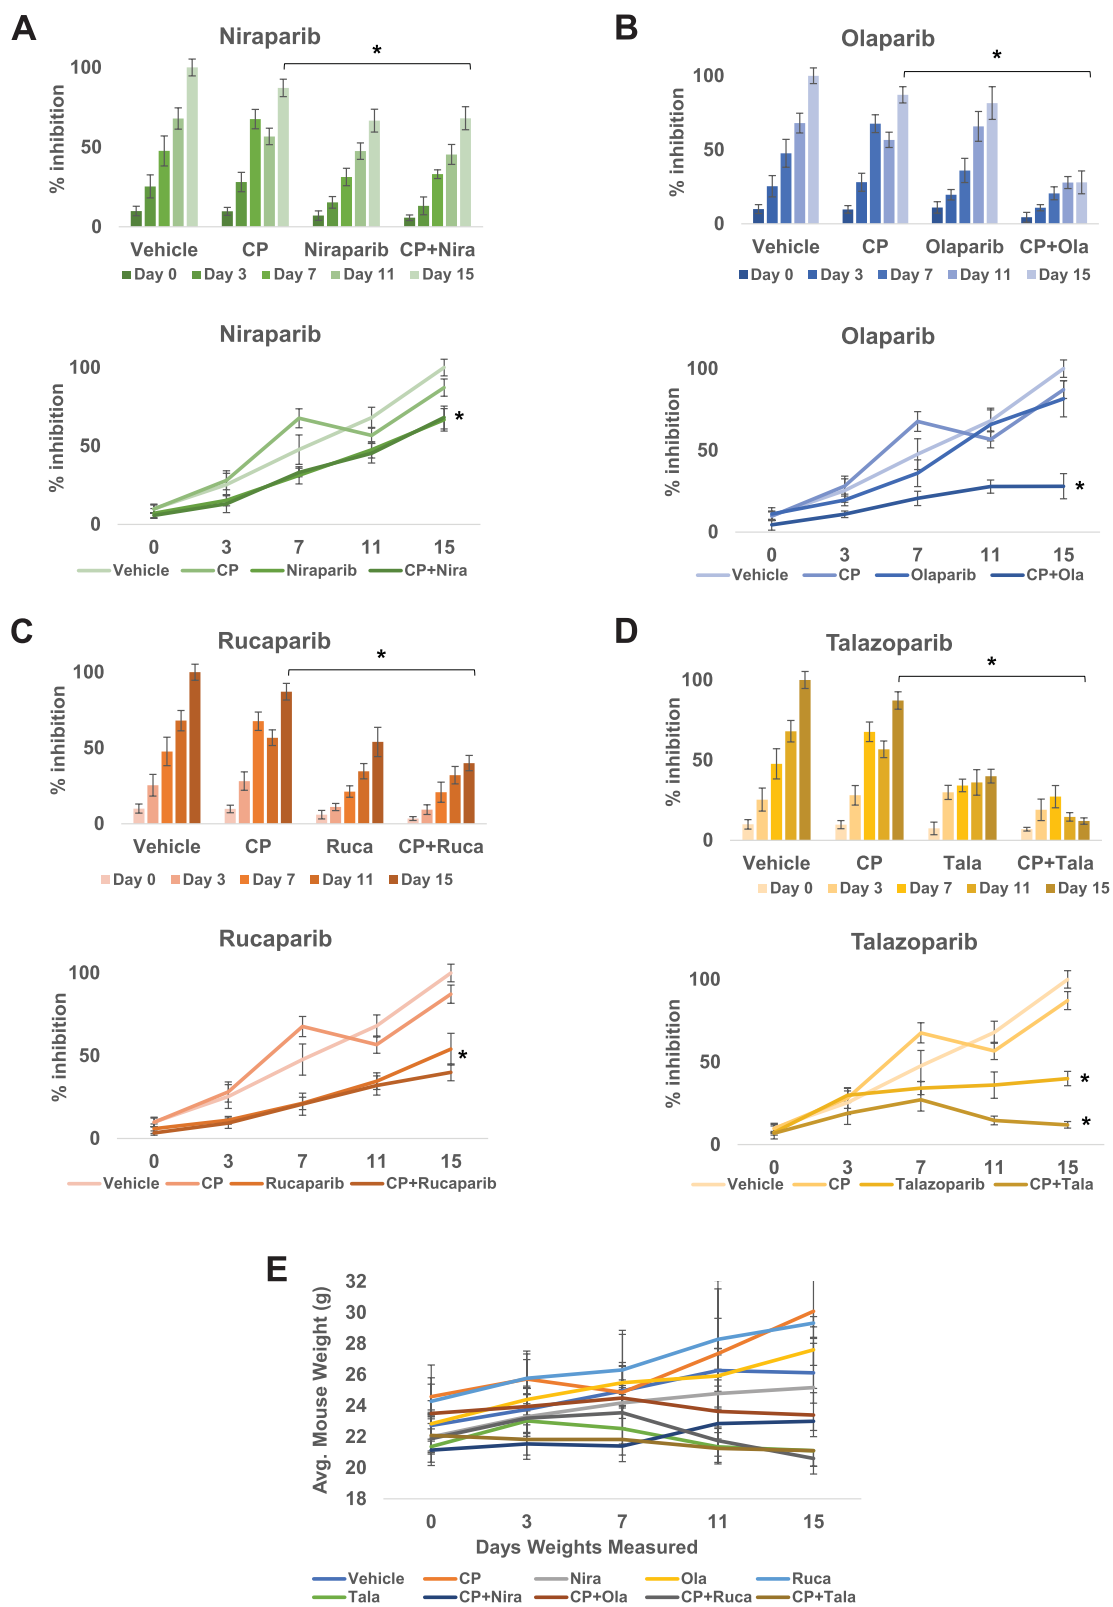 A
Niraparib
*
% inhibition
100
50
0
Vehicle CP Niraparib CP+Nira
Day 0 Day 3 Day 7 Day 11 Day 15
Niraparib
% inhibition
100
50
0
*
0 3 7 11 15
Vehicle CP Niraparib CP+Nira
B
Olaparib
*
% inhibition
100
50
0
Vehicle CP Olaparib CP+Ola
Day 0 Day 3 Day 7 Day 11 Day 15
Olaparib
% inhibition
100
50
0
*
0 3 7 11 15
Vehicle CP Olaparib CP+Ola
C
Rucaparib
*
% inhibition
100
50
0
Vehicle CP Ruca CP+Ruca
Day 0 Day 3 Day 7 Day 11 Day 15
Rucaparib
% inhibition
100
50
0
*
0 3 7 11 15
Vehicle CP Rucaparib CP+Rucaparib
D
Talazoparib
*
% inhibition
100
50
0
Vehicle CP Tala CP+Tala
Day 0 Day 3 Day 7 Day 11 Day 15
Talazoparib
% inhibition
100
50
0
*
*
0 3 7 11 15
Vehicle CP Talazoparib CP+Tala
E
Avg. Mouse Weight (g)
32
30
28
26
24
22
20
18
0 3 7 11 15
Days Weights Measured
Vehicle CP Nira Ola Ruca
Tala CP+Nira CP+Ola CP+Ruca CP+Tala